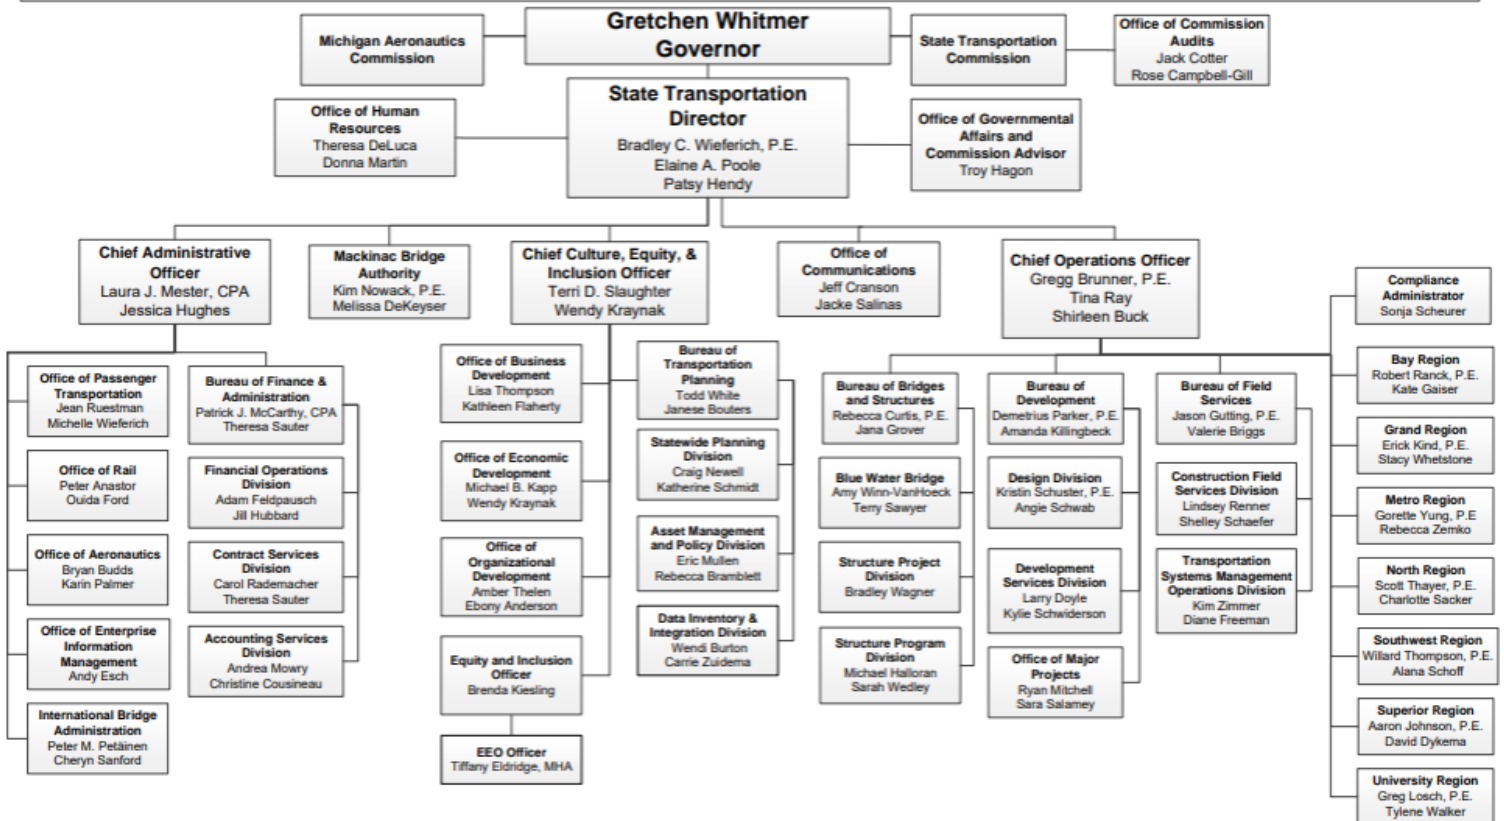 Gretchen Whitmer
Governor
Michigan Aeronautics
Commission
State Transportation
Commission
Office of Commission
Audits
Jack Cotter
Rose Campbell-Gill
State Transportation
Director
Bradley C. Wieferich, P.E.
Elaine A. Poole
Patsy Hendy
Office of Human
Resources
Theresa DeLuca
Donna Martin
Office of Governmental
Affairs and
Commission Advisor
Troy Hagon
Chief Administrative
Officer
Laura J. Mester, CPA
Jessica Hughes
Mackinac Bridge
Authority
Kim Nowack, P.E.
Melissa DeKeyser
Chief Culture, Equity, &
Inclusion Officer
Terri D. Slaughter
Wendy Kraynak
Office of
Communications
Jeff Cranson
Jacke Salinas
Chief Operations Officer
Gregg Brunner, P.E.
Tina Ray
Shirleen Buck
Office of Passenger
Transportation
Jean Ruestman
Michelle Wieferich
Office of Rail
Peter Anastor
Ouida Ford
Office of Aeronautics
Bryan Budds
Karin Palmer
Office of Enterprise
Information
Management
Andy Esch
International Bridge
Administration
Peter M. Petäinen
Cheryn Sanford
Bureau of Finance &
Administration
Patrick J. McCarthy, CPA
Theresa Sauter
Financial Operations
Division
Adam Feldpausch
Jill Hubbard
Contract Services
Division
Carol Rademacher
Theresa Sauter
Accounting Services
Division
Andrea Mowry
Christine Cousineau
Office of Business
Development
Lisa Thompson
Kathleen Flaherty
Office of Economic
Development
Michael B. Kapp
Wendy Kraynak
Office of
Organizational
Development
Amber Thelen
Ebony Anderson
Equity and Inclusion
Officer
Brenda Kiesling
EEO Officer
Tiffany Eldridge, MHA
Bureau of
Transportation
Planning
Todd White
Janese Bouters
Statewide Planning
Division
Craig Newell
Katherine Schmidt
Asset Management
and Policy Division
Eric Mullen
Rebecca Bramblett
Data Inventory &
Integration Division
Wendi Burton
Carrie Zuidema
Bureau of Bridges
and Structures
Rebecca Curtis, P.E.
Jana Grover
Blue Water Bridge
Amy Winn-VanHoeck
Terry Sawyer
Structure Project
Division
Bradley Wagner
Structure Program
Division
Michael Halloran
Sarah Wedley
Bureau of
Development
Demetrius Parker, P.E.
Amanda Killingbeck
Design Division
Kristin Schuster, P.E.
Angie Schwab
Development
Services Division
Larry Doyle
Kylie Schwiderson
Office of Major
Projects
Ryan Mitchell
Sara Salamey
Bureau of Field
Services
Jason Gutting, P.E.
Valerie Briggs
Construction Field
Services Division
Lindsey Renner
Shelley Schaefer
Transportation
Systems Management
Operations Division
Kim Zimmer
Diane Freeman
Compliance
Administrator
Sonja Scheurer
Bay Region
Robert Ranck, P.E.
Kate Gaiser
Grand Region
Erick Kind, P.E.
Stacy Whetstone
Metro Region
Gorette Yung, P.E
Rebecca Zemko
North Region
Scott Thayer, P.E.
Charlotte Sacker
Southwest Region
Willard Thompson, P.E.
Alana Schoff
Superior Region
Aaron Johnson, P.E.
David Dykema
University Region
Greg Losch, P.E.
Tylene Walker